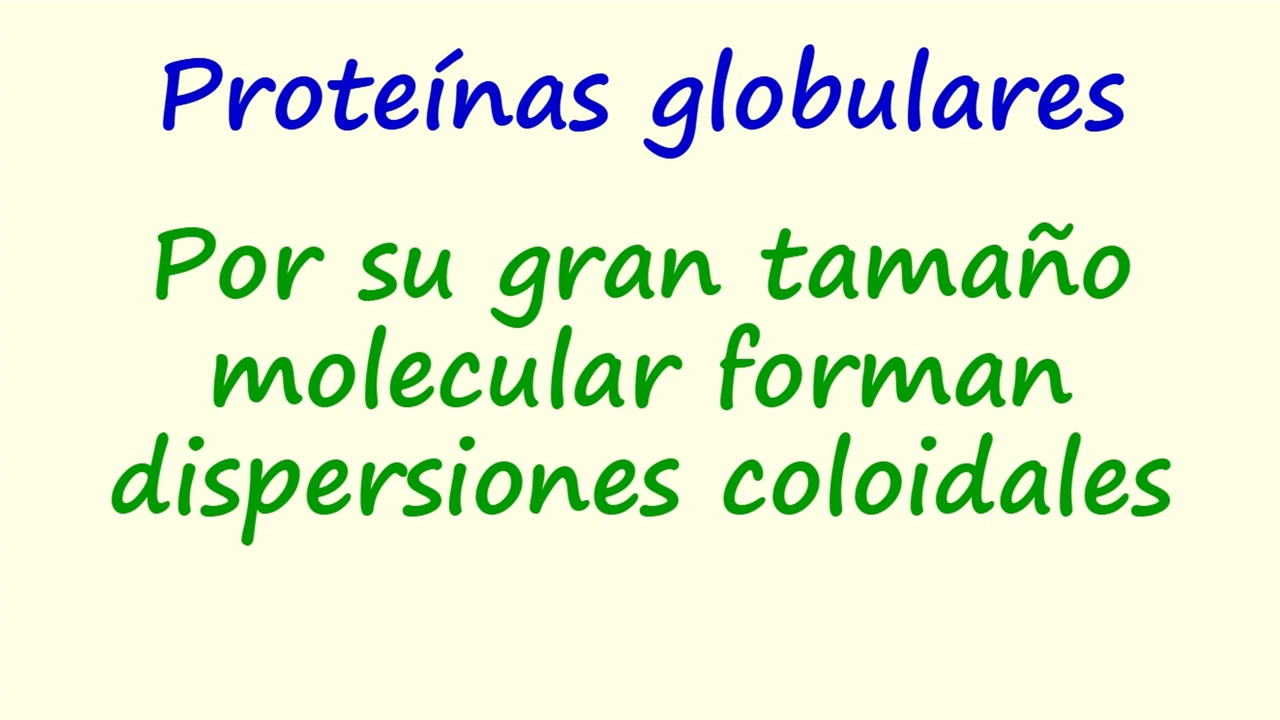 Proteínas globulares
Por su gran tamaño
molecular forman
dispersiones coloidales